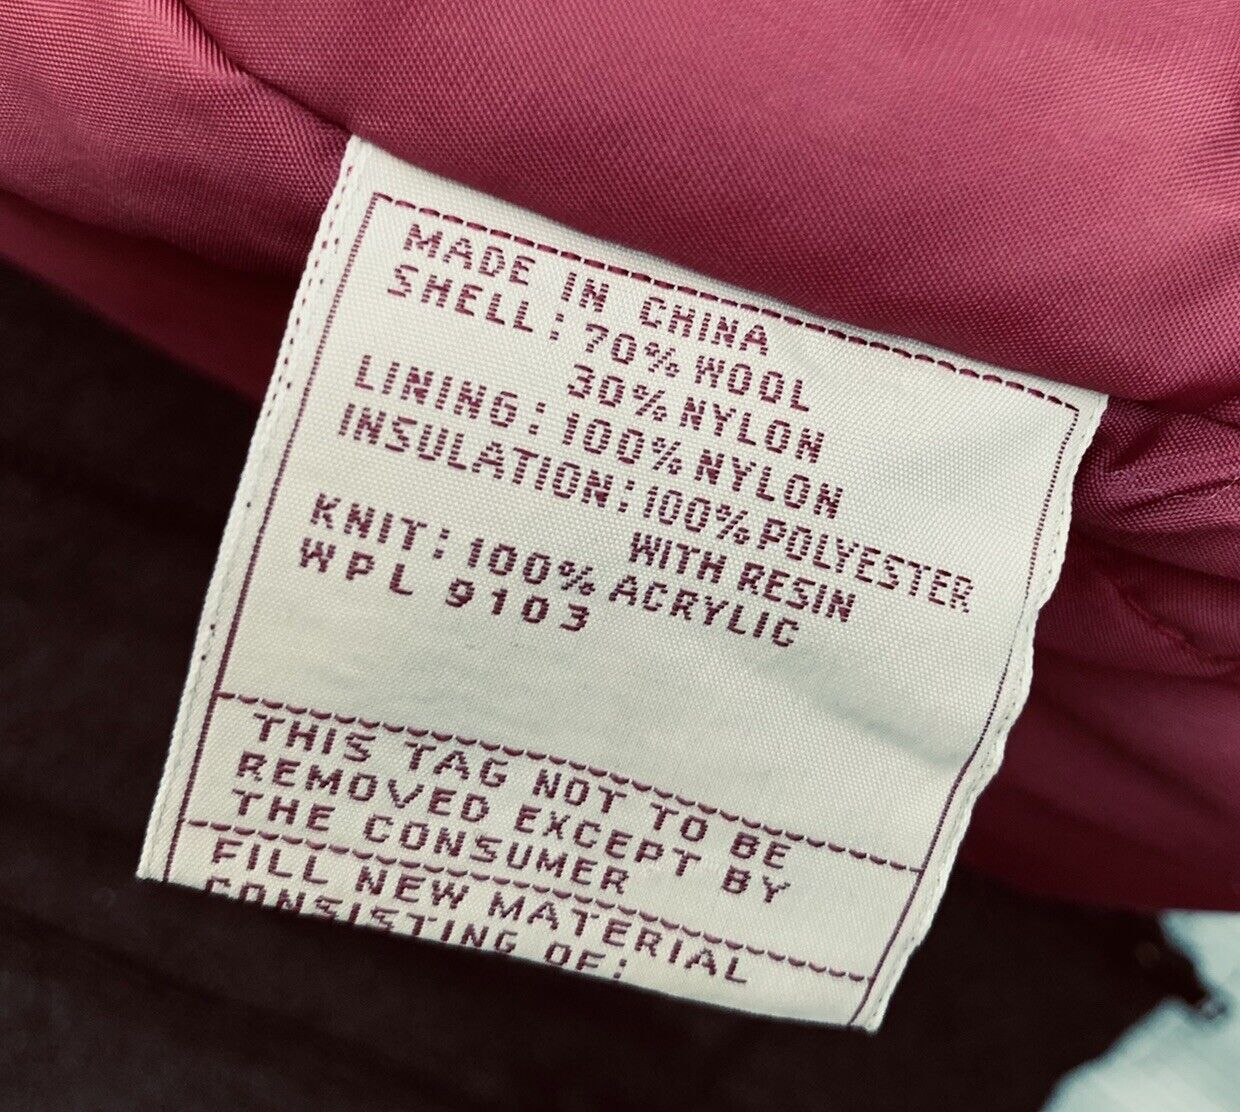 MADE IN CHINA
SHELL: 70% WOOL
30% NYLON
LINING: 100% NYLON
INSULATION: 100% POLYESTER
WITH RESIN
KNIT: 100% ACRYLIC
WPL 9103
THIS TAG NOT TO BE
REMOVED EXCEPT BY
THE CONSUMER
FILL NEW MATERIAL
CONSISTING OF: